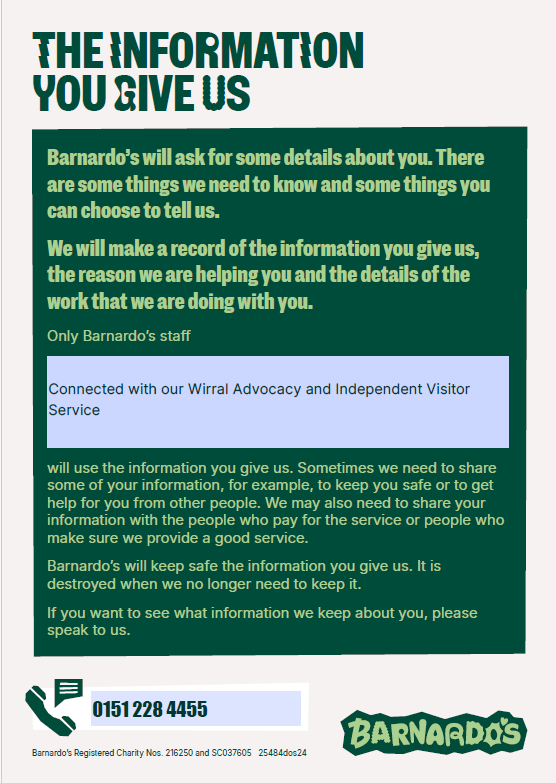 THE INFORMATION
YOU GIVE US
Barnardo's will ask for some details about you. There
are some things we need to know and some things you
can choose to tell us.
We will make a record of the information you give us,
the reason we are helping you and the details of the
work that we are doing with you.
Only Barnardo's staff
Connected with our Wirral Advocacy and Independent Visitor
Service
will use the information you give us. Sometimes we need to share
some of your information, for example, to keep you safe or to get
help for you from other people. We may also need to share your
information with the people who pay for the service or people who
make sure we provide a good service.
Barnardo's will keep safe the information you give us. It is
destroyed when we no longer need to keep it.
If you want to see what information we keep about you, please
speak to us.
0151 228 4455
Barnardo's Registered Charity Nos. 216250 and SC037605 25484dos24
BARNARDO'S